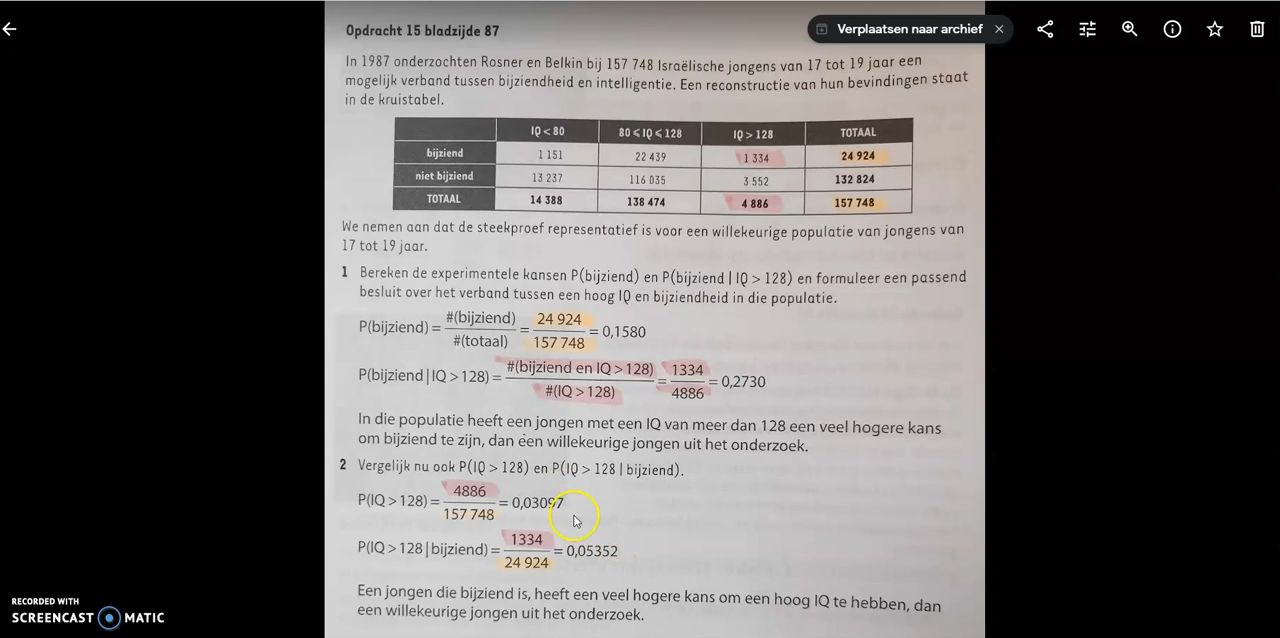 Verplaatsen naar archief
Opdracht 15 bladzijde 87
In 1987 onderzochten Rosner en Belkin bij 157 748 Israëlische jongens van 17 tot 19 jaar een
mogelijk verband tussen bijziendheid en intelligentie. Een reconstructie van hun bevindingen staat
in de kruistabel.
IQ < 80 80 ⩽ IQ ⩽ 128 IQ > 128 TOTAAL
bijziend 1 151 22 439 1 334 24 924
niet bijziend 13 237 116 035 3 552 132 824
TOTAAL 14 388 138 474 4 886 157 748
We nemen aan dat de steekproef representatief is voor een willekeurige populatie van jongens van
17 tot 19 jaar.
1 Bereken de experimentele kansen P(bijziend) en P(bijziend | IQ > 128) en formuleer een passend
besluit over het verband tussen een hoog IQ en bijziendheid in die populatie.
P(bijziend) = #(bijziend) / #(totaal) = 24 924 / 157 748 = 0,1580
P(bijziend | IQ > 128) = #(bijziend en IQ > 128) / #(IQ > 128) = 1334 / 4886 = 0,2730
In die populatie heeft een jongen met een IQ van meer dan 128 een veel hogere kans
om bijziend te zijn, dan een willekeurige jongen uit het onderzoek.
2 Vergelijk nu ook P(IQ > 128) en P(IQ > 128 | bijziend).
P(IQ > 128) = 4886 / 157 748 = 0,03097
P(IQ > 128 | bijziend) = 1334 / 24 924 = 0,05352
Een jongen die bijziend is, heeft een veel hogere kans om een hoog IQ te hebben, dan
een willekeurige jongen uit het onderzoek.
RECORDED WITH
SCREENCAST MATIC